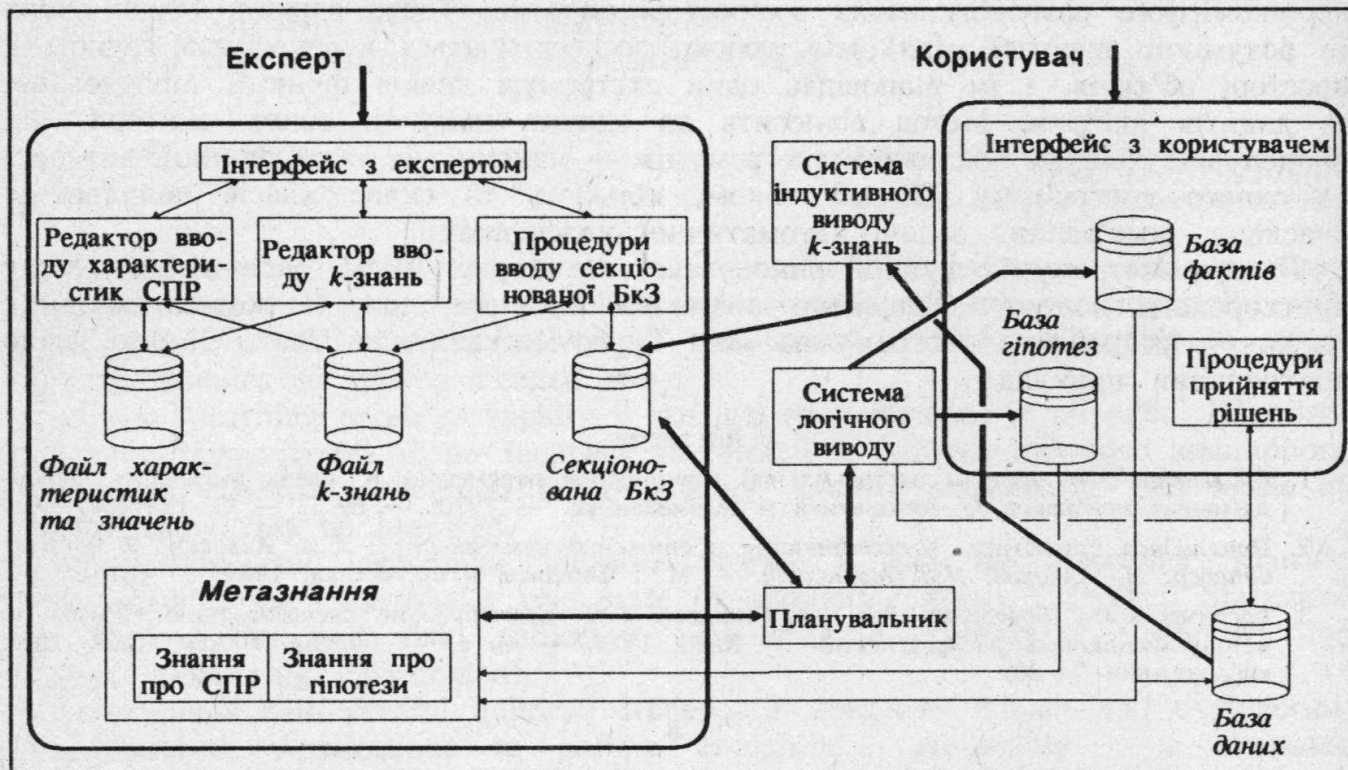 Експерт
Користувач
Інтерфейс з експертом
Редактор вво-
ду характери-
стик СПР
Редактор вво-
ду k-знань
Процедури
вводу секціо-
нованої БкЗ
Файл харак-
теристик
та значень
Файл
k-знань
Секціоно-
вана БкЗ
Метазнання
Знання
про СПР
Знання про
гіпотези
Система
індуктивного
виводу
k-знань
Система
логічного
виводу
Планувальник
Інтерфейс з користувачем
База
фактів
База
гіпотез
Процедури
прийняття
рішень
База
даних